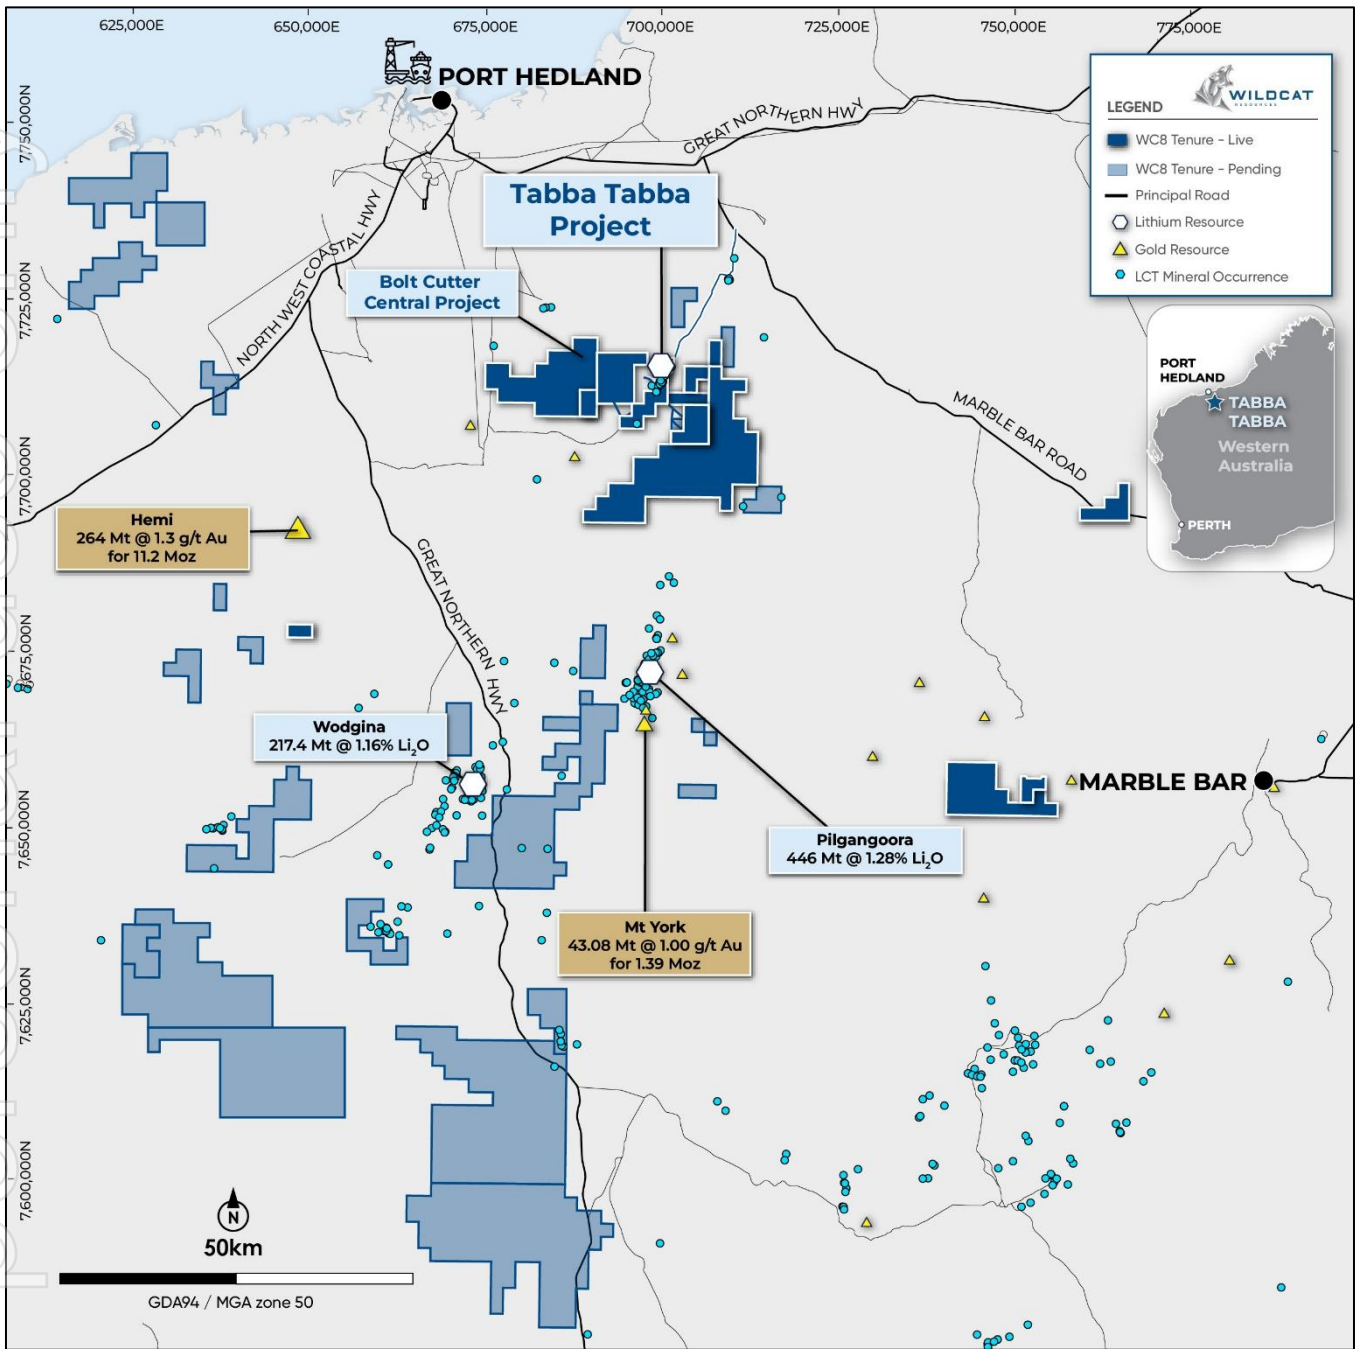 625,000E
650,000E
675,000E
700,000E
725,000E
750,000E
775,000E
7,750,000N
7,725,000N
7,700,000N
7,675,000N
7,650,000N
7,625,000N
7,600,000N
PORT HEDLAND
GREAT NORTHERN HWY
NORTH WEST COASTAL HWY
Tabba Tabba
Project
Bolt Cutter
Central Project
MARBLE BAR ROAD
WILDCAT
RESOURCES
LEGEND
WC8 Tenure - Live
WC8 Tenure - Pending
Principal Road
Lithium Resource
Gold Resource
LCT Mineral Occurrence
PORT
HEDLAND
TABBA
TABBA
Western
Australia
PERTH
Hemi
264 Mt @ 1.3 g/t Au
for 11.2 Moz
GREAT NORTHERN HWY
Wodgina
217.4 Mt @ 1.16% Li₂O
MARBLE BAR
Pilgangoora
446 Mt @ 1.28% Li₂O
Mt York
43.08 Mt @ 1.00 g/t Au
for 1.39 Moz
N
50km
GDA94 / MGA zone 50